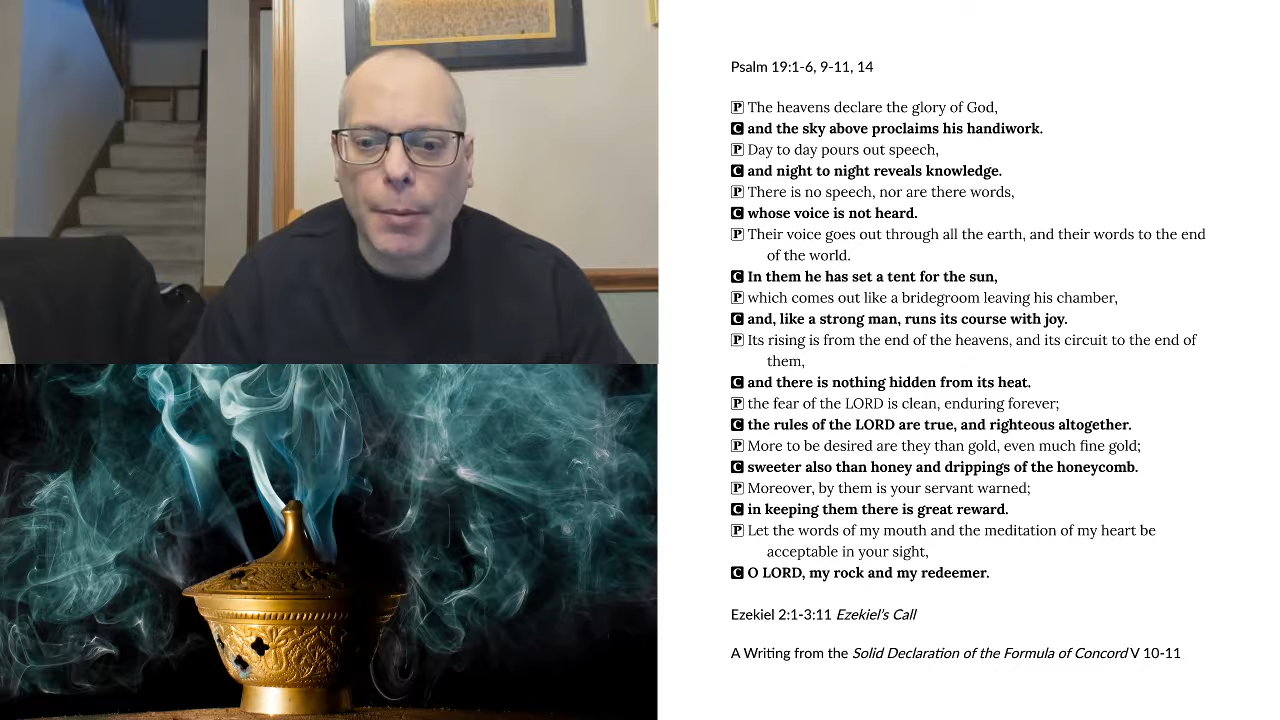 Psalm 19:1-6, 9-11, 14
P The heavens declare the glory of God,
C and the sky above proclaims his handiwork.
P Day to day pours out speech,
C and night to night reveals knowledge.
P There is no speech, nor are there words,
C whose voice is not heard.
P Their voice goes out through all the earth, and their words to the end
of the world.
C In them he has set a tent for the sun,
P which comes out like a bridegroom leaving his chamber,
C and, like a strong man, runs its course with joy.
P Its rising is from the end of the heavens, and its circuit to the end of
them,
C and there is nothing hidden from its heat.
P the fear of the LORD is clean, enduring forever;
C the rules of the LORD are true, and righteous altogether.
P More to be desired are they than gold, even much fine gold;
C sweeter also than honey and drippings of the honeycomb.
P Moreover, by them is your servant warned;
C in keeping them there is great reward.
P Let the words of my mouth and the meditation of my heart be
acceptable in your sight,
C O LORD, my rock and my redeemer.
Ezekiel 2:1-3:11 Ezekiel's Call
A Writing from the Solid Declaration of the Formula of Concord V 10-11